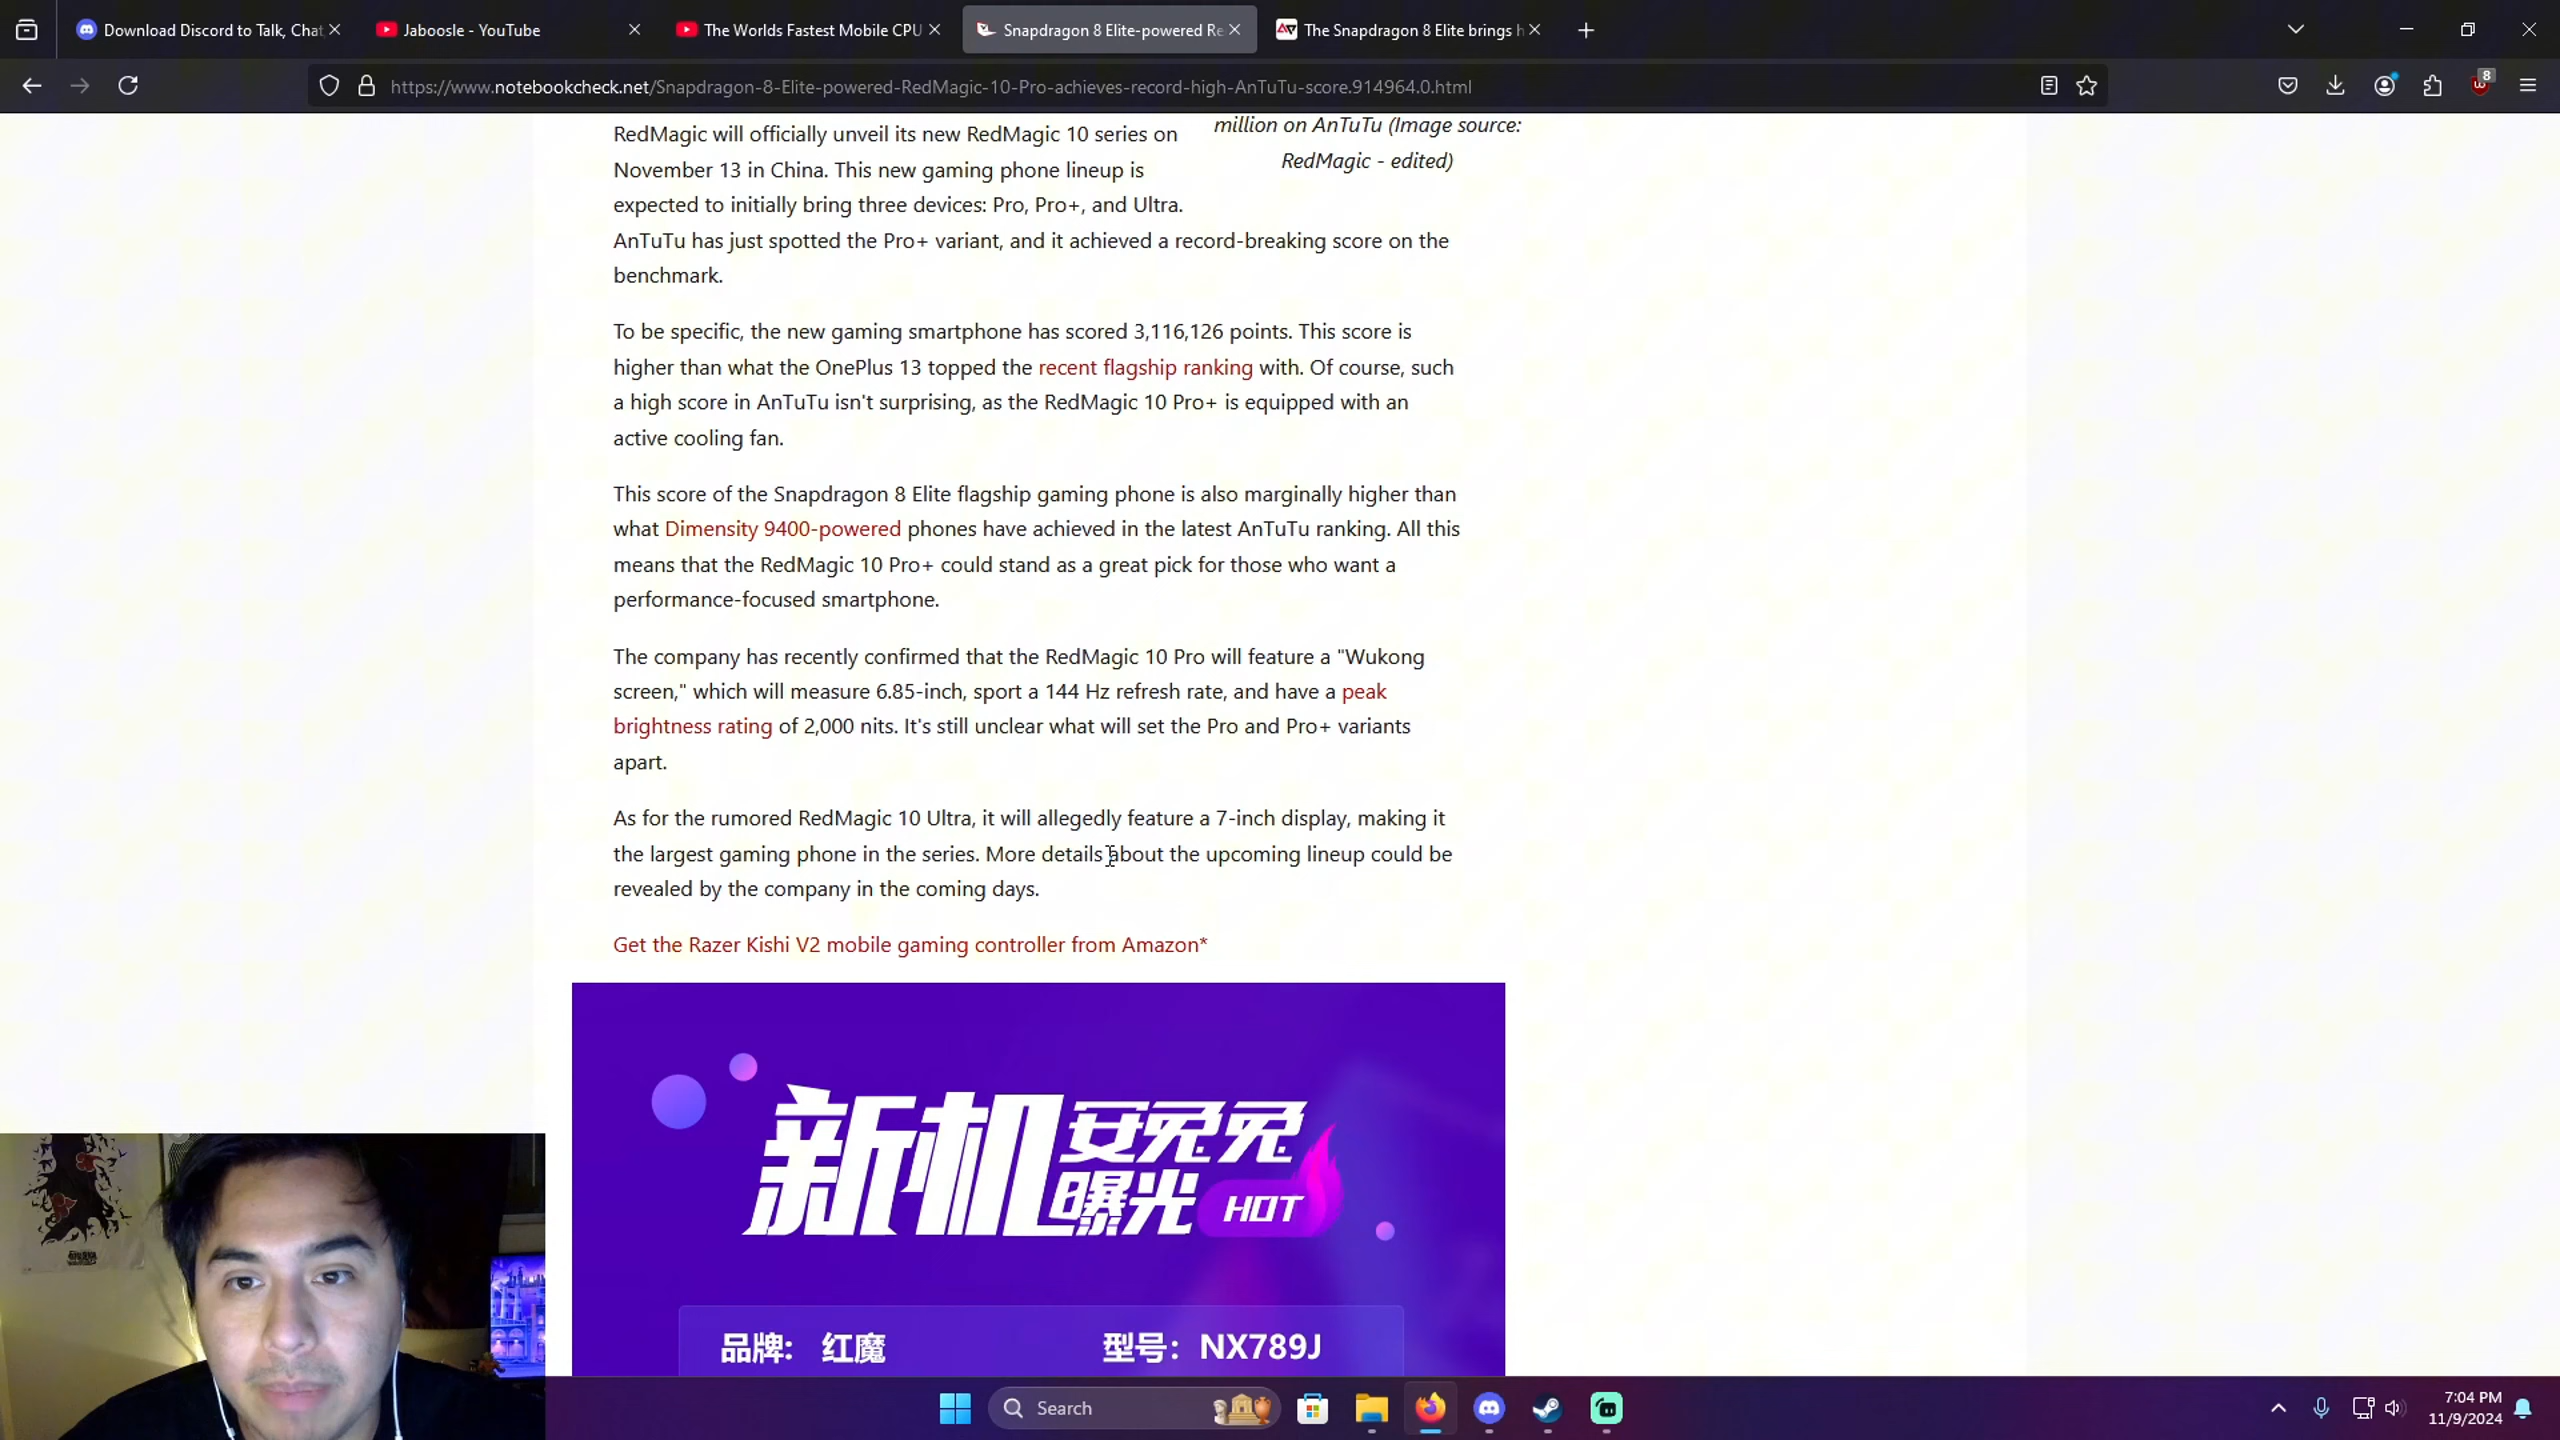 Download Discord to Talk, Chat
Jaboosle - YouTube
The Worlds Fastest Mobile CPU
Snapdragon 8 Elite-powered Re
The Snapdragon 8 Elite brings h
https://www.notebookcheck.net/Snapdragon-8-Elite-powered-RedMagic-10-Pro-achieves-record-high-AnTuTu-score.914964.0.html
8
million on AnTuTu (Image source:
RedMagic - edited)
RedMagic will officially unveil its new RedMagic 10 series on
November 13 in China. This new gaming phone lineup is
expected to initially bring three devices: Pro, Pro+, and Ultra.
AnTuTu has just spotted the Pro+ variant, and it achieved a record-breaking score on the
benchmark.
To be specific, the new gaming smartphone has scored 3,116,126 points. This score is
higher than what the OnePlus 13 topped the recent flagship ranking with. Of course, such
a high score in AnTuTu isn't surprising, as the RedMagic 10 Pro+ is equipped with an
active cooling fan.
This score of the Snapdragon 8 Elite flagship gaming phone is also marginally higher than
what Dimensity 9400-powered phones have achieved in the latest AnTuTu ranking. All this
means that the RedMagic 10 Pro+ could stand as a great pick for those who want a
performance-focused smartphone.
The company has recently confirmed that the RedMagic 10 Pro will feature a "Wukong
screen," which will measure 6.85-inch, sport a 144 Hz refresh rate, and have a peak
brightness rating of 2,000 nits. It's still unclear what will set the Pro and Pro+ variants
apart.
As for the rumored RedMagic 10 Ultra, it will allegedly feature a 7-inch display, making it
the largest gaming phone in the series. More details about the upcoming lineup could be
revealed by the company in the coming days.
Get the Razer Kishi V2 mobile gaming controller from Amazon*
新机
安兔兔
曝光
HOT
品牌: 红魔
型号: NX789J
Search
7:04 PM
11/9/2024